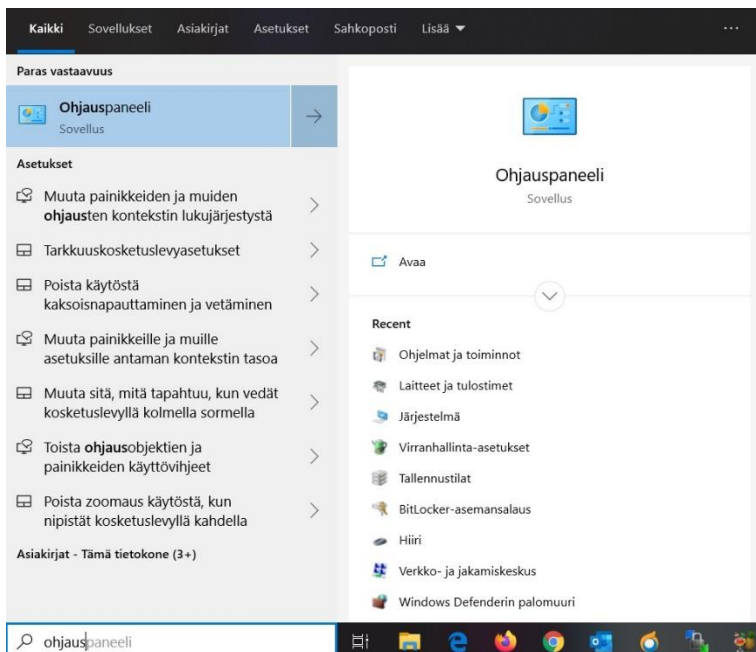 Kaikki Sovellukset Asiakirjat Asetukset Sahkoposti Lisää
Paras vastaavuus
Ohjauspaneeli
Sovellus
Asetukset
Muuta painikkeiden ja muiden
ohjausten kontekstin lukujärjestystä
Tarkkuuskosketuslevyasetukset
Poista käytöstä
kaksoisnapauttaminen ja vetäminen
Muuta painikkeille ja muille
asetuksille antaman kontekstin tasoa
Muuta sitä, mitä tapahtuu, kun vedät
kosketuslevyllä kolmella sormella
Toista ohjausobjektien ja
painikkeiden käyttövihjeet
Poista zoomaus käytöstä, kun
nipistät kosketuslevyllä kahdella
Asiakirjat - Tämä tietokone (3+)
ohjauspaneeli
Ohjauspaneeli
Sovellus
Avaa
Recent
Ohjelmat ja toiminnot
Laitteet ja tulostimet
Järjestelmä
Virranhallinta-asetukset
Tallennustilat
BitLocker-asemansalaus
Hiiri
Verkko- ja jakamiskeskus
Windows Defenderin palomuuri